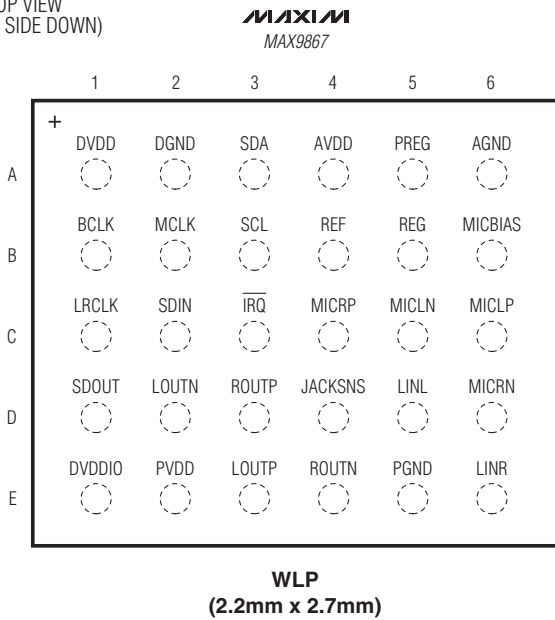 OP VIEW
SIDE DOWN)
MAXIM
MAX9867
1 2 3 4 5 6
+
A DVDD DGND SDA AVDD PREG AGND
B BCLK MCLK SCL REF REG MICBIAS
C LRCLK SDIN IRQ MICRP MICLN MICLP
D SDOUT LOUTN ROUTP JACKSNS LINL MICRN
E DVDDIO PVDD LOUTP ROUTN PGND LINR
WLP
(2.2mm x 2.7mm)